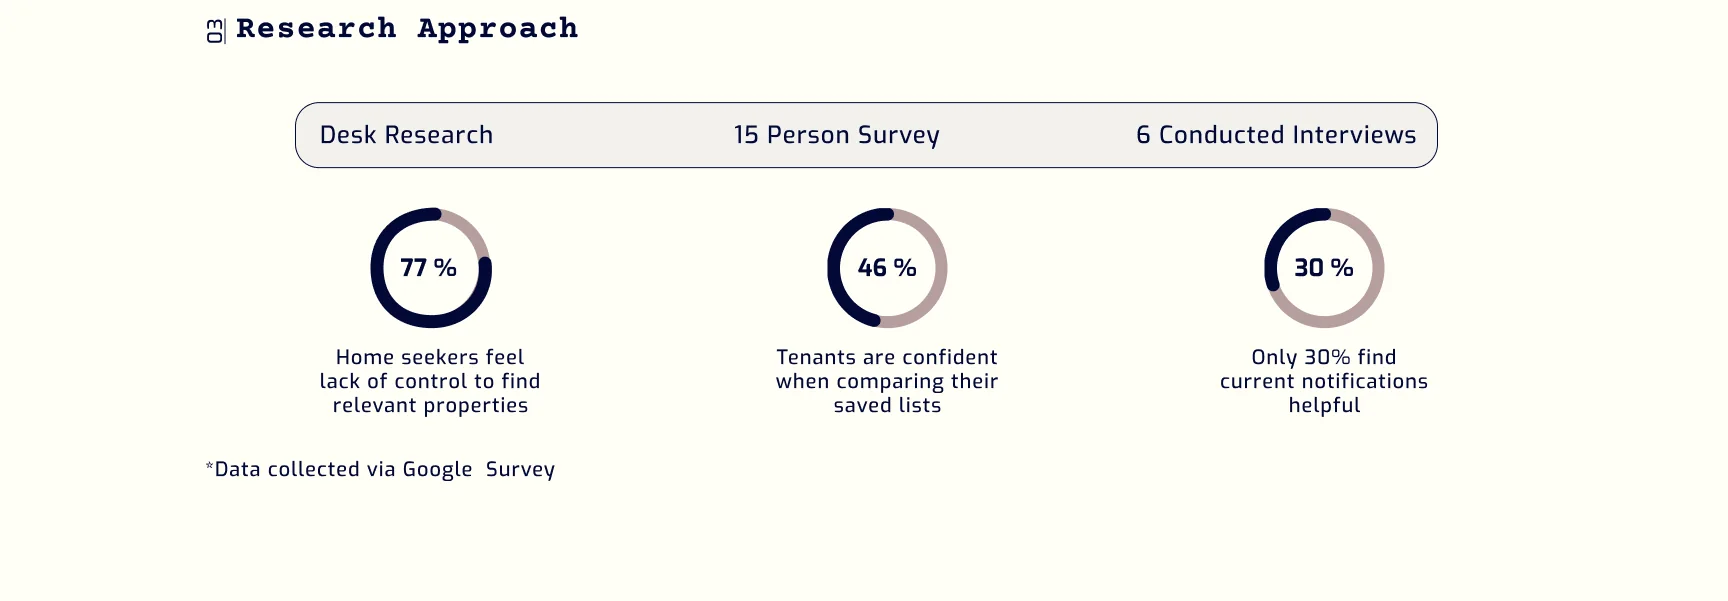 03 Research Approach
Desk Research 15 Person Survey 6 Conducted Interviews
77 %
Home seekers feel
lack of control to find
relevant properties
46 %
Tenants are confident
when comparing their
saved lists
30 %
Only 30% find
current notifications
helpful
*Data collected via Google  Survey